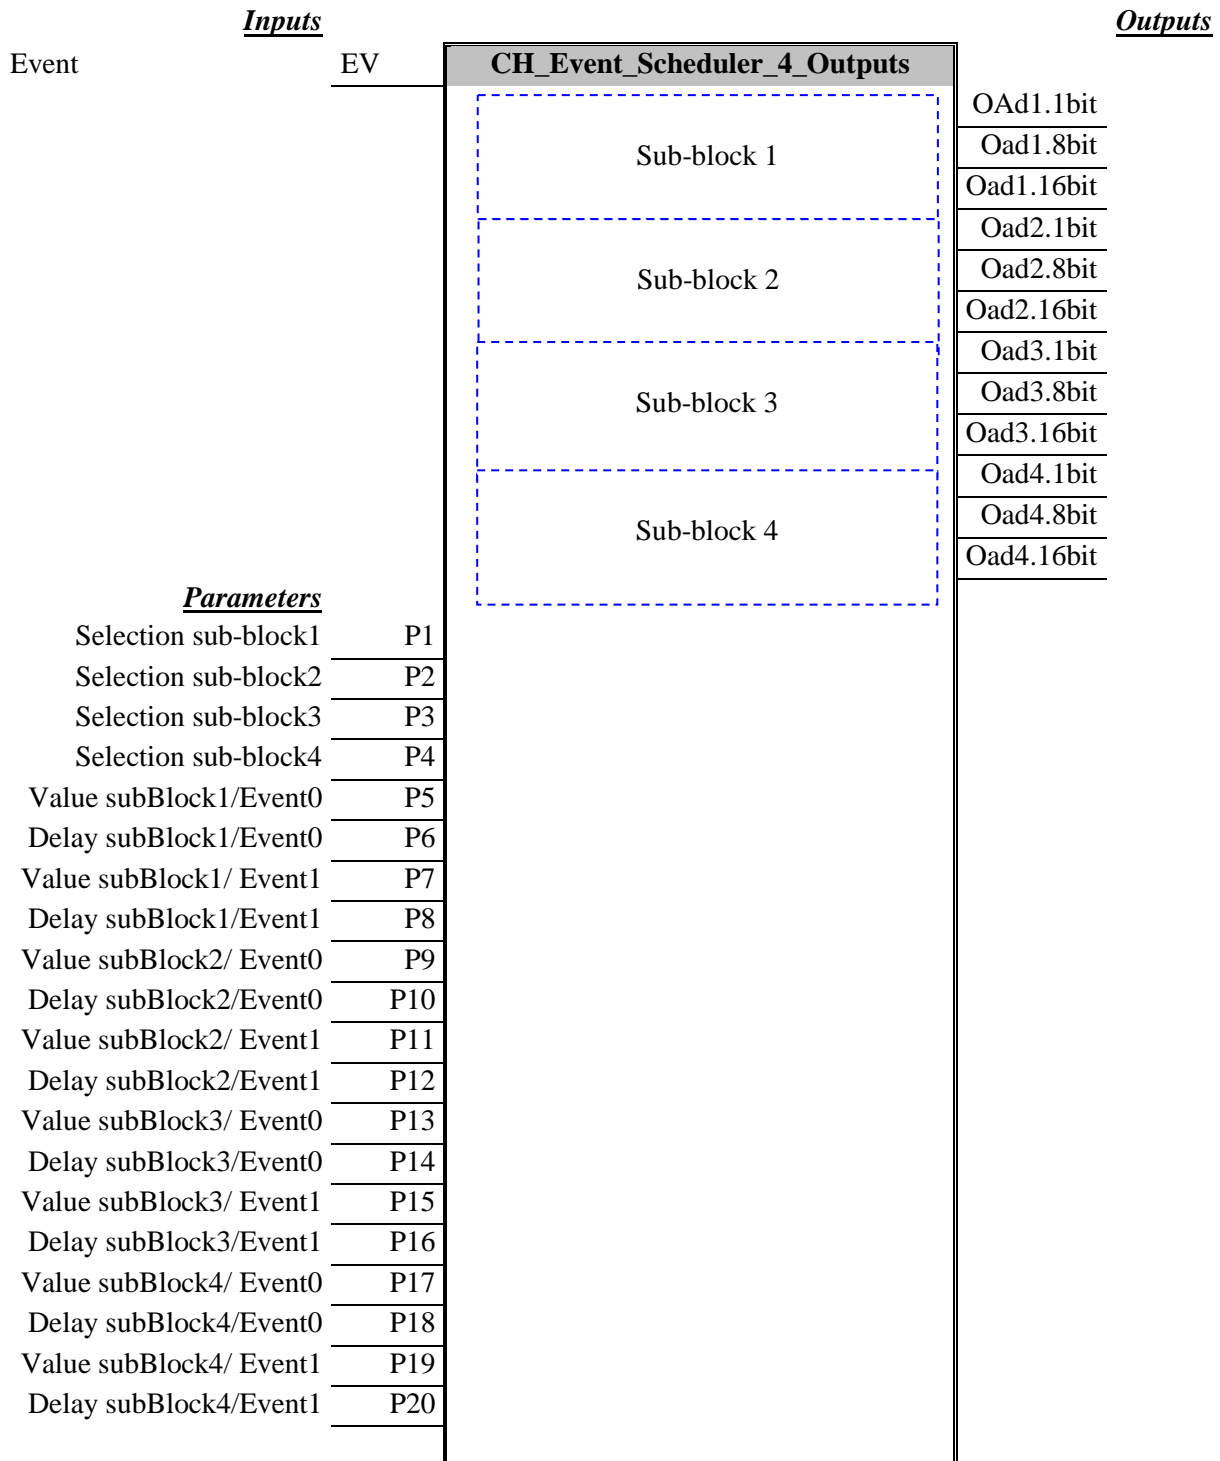 Inputs Outputs
Event EV CH_Event_Scheduler_4_Outputs
OAd1.1bit
Sub-block 1 Oad1.8bit
Oad1.16bit
Oad2.1bit
Sub-block 2 Oad2.8bit
Oad2.16bit
Oad3.1bit
Sub-block 3 Oad3.8bit
Oad3.16bit
Oad4.1bit
Sub-block 4 Oad4.8bit
Oad4.16bit
Parameters
Selection sub-block1 P1
Selection sub-block2 P2
Selection sub-block3 P3
Selection sub-block4 P4
Value subBlock1/Event0 P5
Delay subBlock1/Event0 P6
Value subBlock1/ Event1 P7
Delay subBlock1/Event1 P8
Value subBlock2/ Event0 P9
Delay subBlock2/Event0 P10
Value subBlock2/ Event1 P11
Delay subBlock2/Event1 P12
Value subBlock3/ Event0 P13
Delay subBlock3/Event0 P14
Value subBlock3/ Event1 P15
Delay subBlock3/Event1 P16
Value subBlock4/ Event0 P17
Delay subBlock4/Event0 P18
Value subBlock4/ Event1 P19
Delay subBlock4/Event1 P20